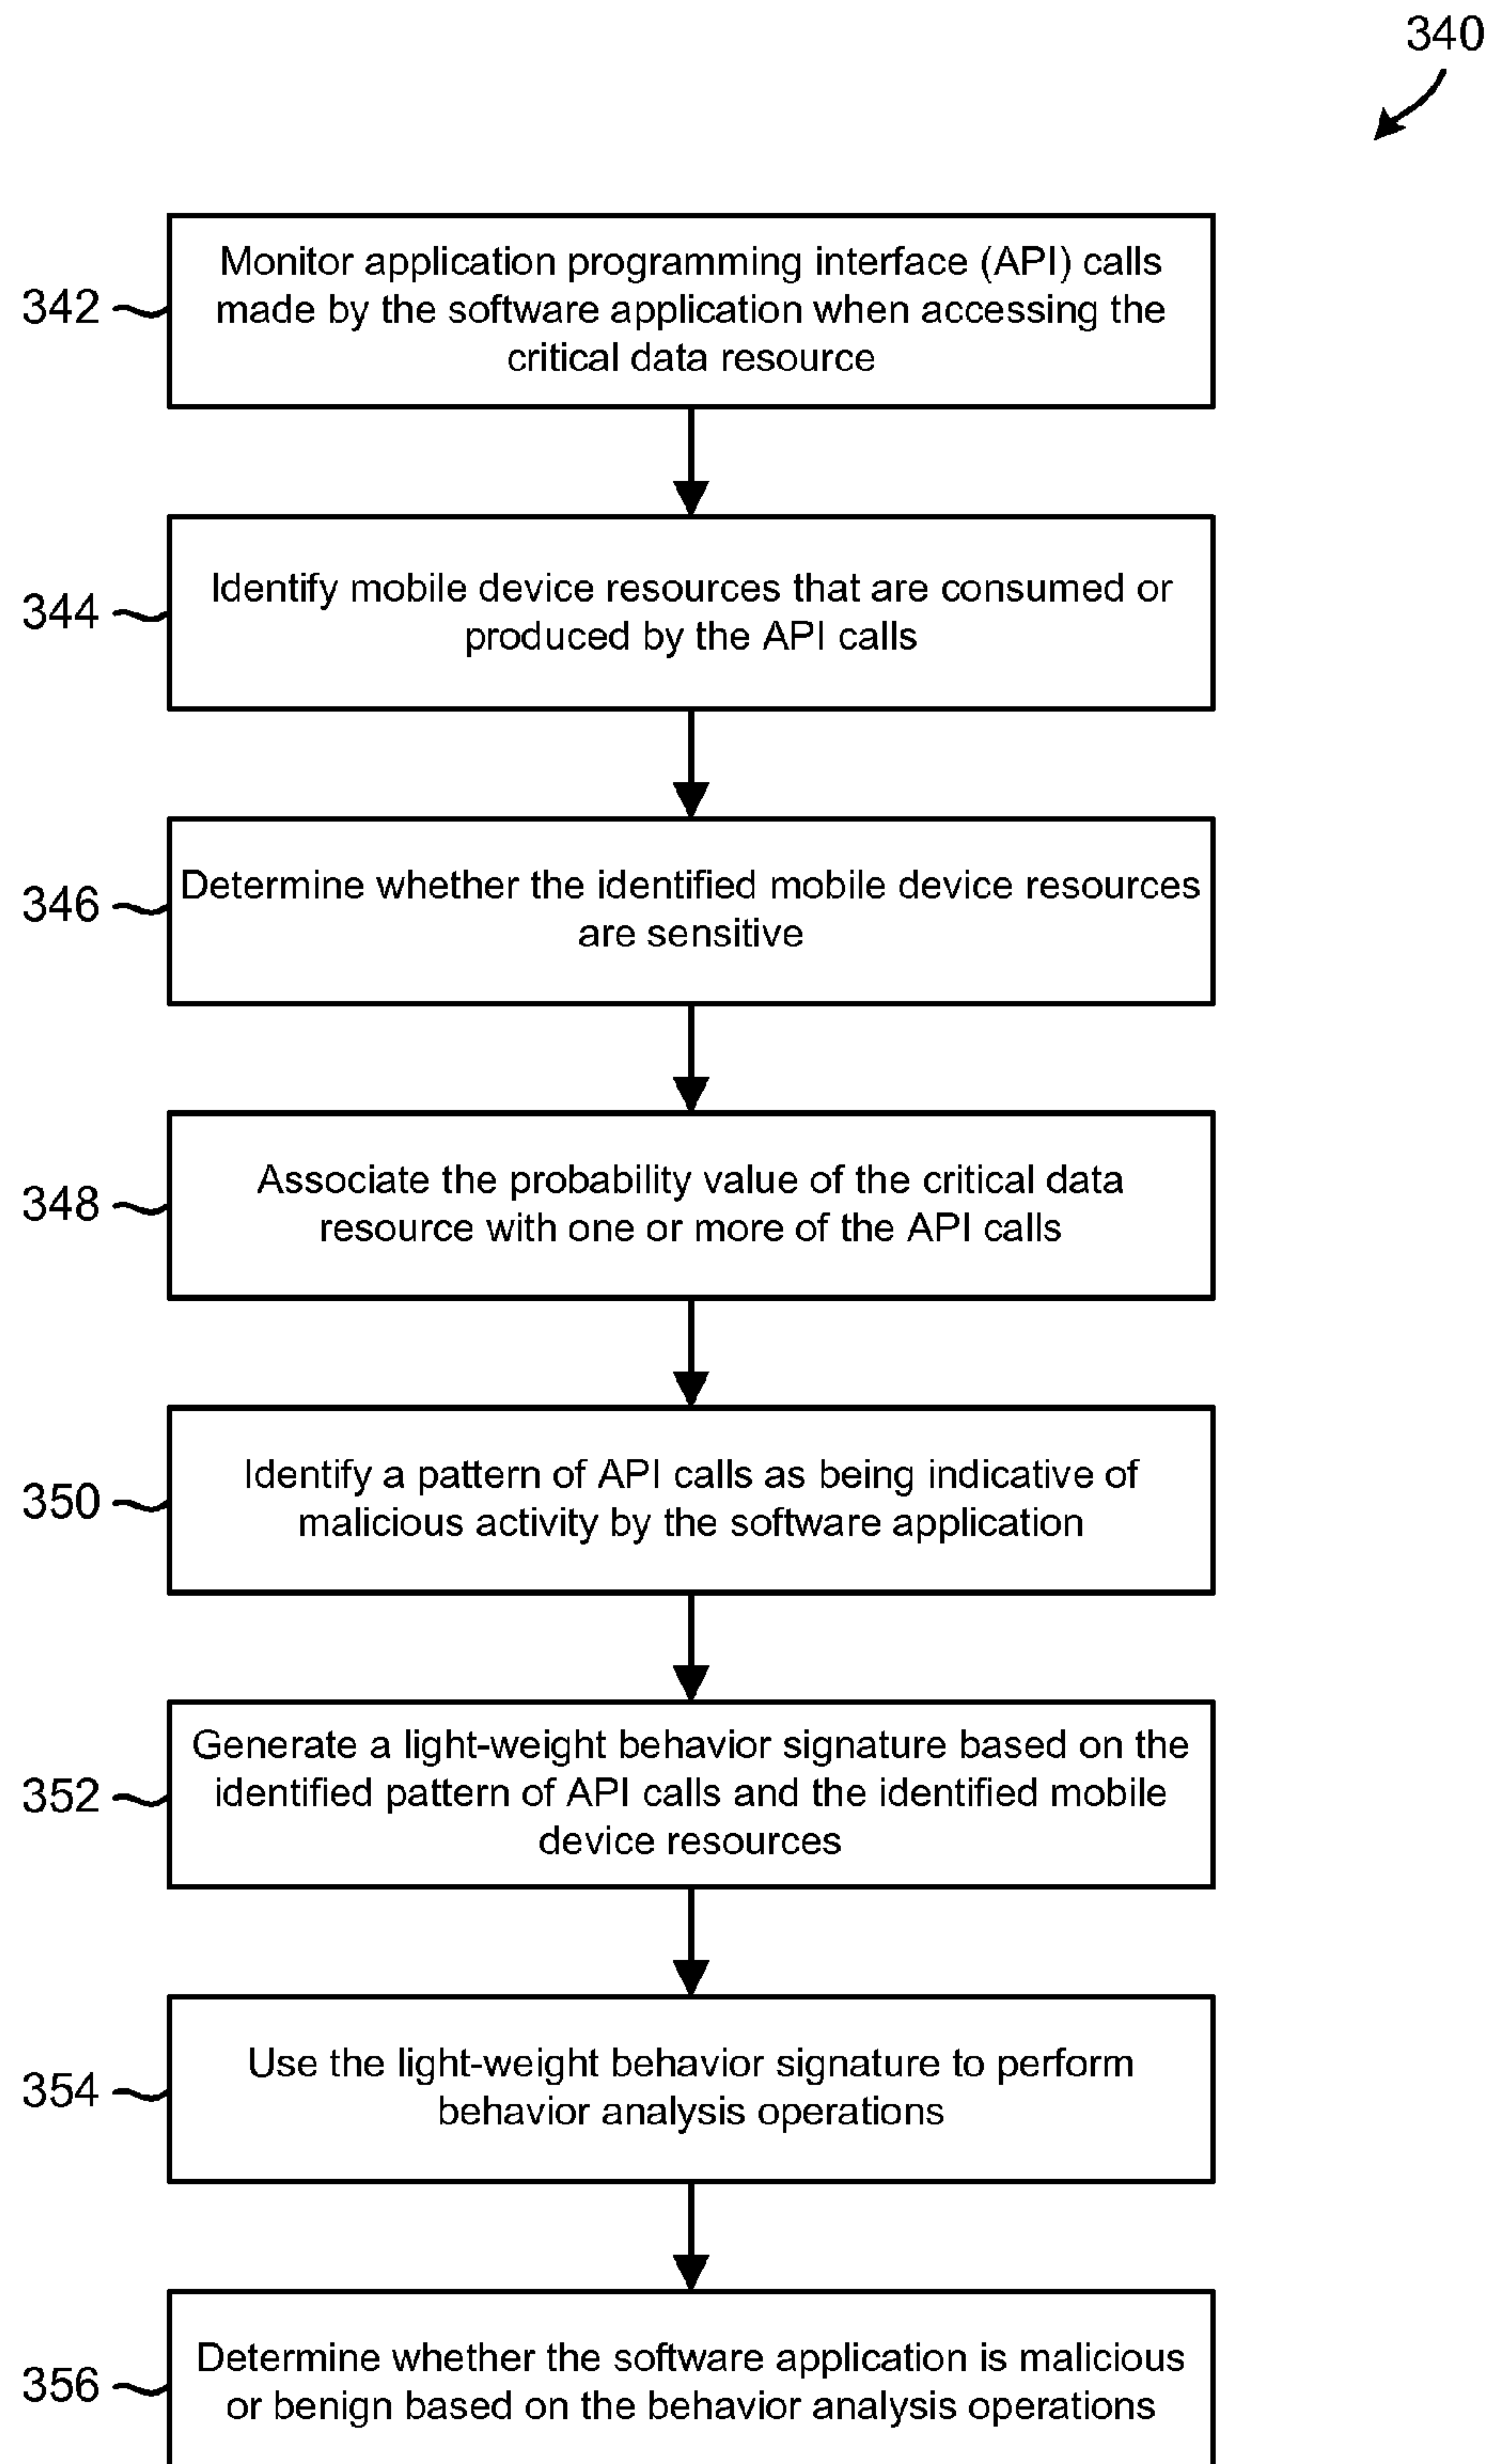 340
342
Monitor application programming interface (API) calls
made by the software application when accessing the
critical data resource
344
Identify mobile device resources that are consumed or
produced by the API calls
346
Determine whether the identified mobile device resources
are sensitive
348
Associate the probability value of the critical data
resource with one or more of the API calls
350
Identify a pattern of API calls as being indicative of
malicious activity by the software application
352
Generate a light-weight behavior signature based on the
identified pattern of API calls and the identified mobile
device resources
354
Use the light-weight behavior signature to perform
behavior analysis operations
356
Determine whether the software application is malicious
or benign based on the behavior analysis operations